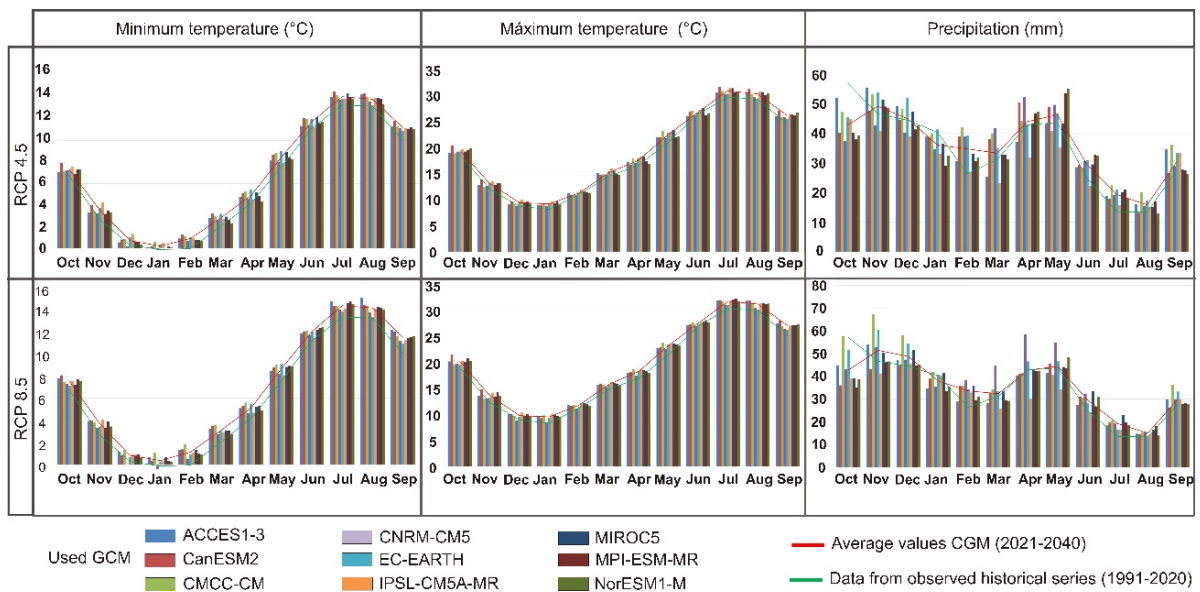 Minimum temperature (°C)
Máximum temperature (°C)
Precipitation (mm)
RCP 4.5
16
14
12
10
8
6
4
2
0
Oct Nov Dec Jan Feb Mar Apr May Jun Jul Aug Sep
35
30
25
20
15
10
5
0
Oct Nov Dec Jan Feb Mar Apr May Jun Jul Aug Sep
60
50
40
30
20
10
0
Oct Nov Dec Jan Feb Mar Apr May Jun Jul Aug Sep
RCP 8.5
16
14
12
10
8
6
4
2
0
Oct Nov Dec Jan Feb Mar Apr May Jun Jul Aug Sep
35
30
25
20
15
10
5
0
Oct Nov Dec Jan Feb Mar Apr May Jun Jul Aug Sep
80
70
60
50
40
30
20
10
0
Oct Nov Dec Jan Feb Mar Apr May Jun Jul Aug Sep
Used GCM
ACCES1-3
CanESM2
CMCC-CM
CNRM-CM5
EC-EARTH
IPSL-CM5A-MR
MIROC5
MPI-ESM-MR
NorESM1-M
Average values CGM (2021-2040)
Data from observed historical series (1991-2020)